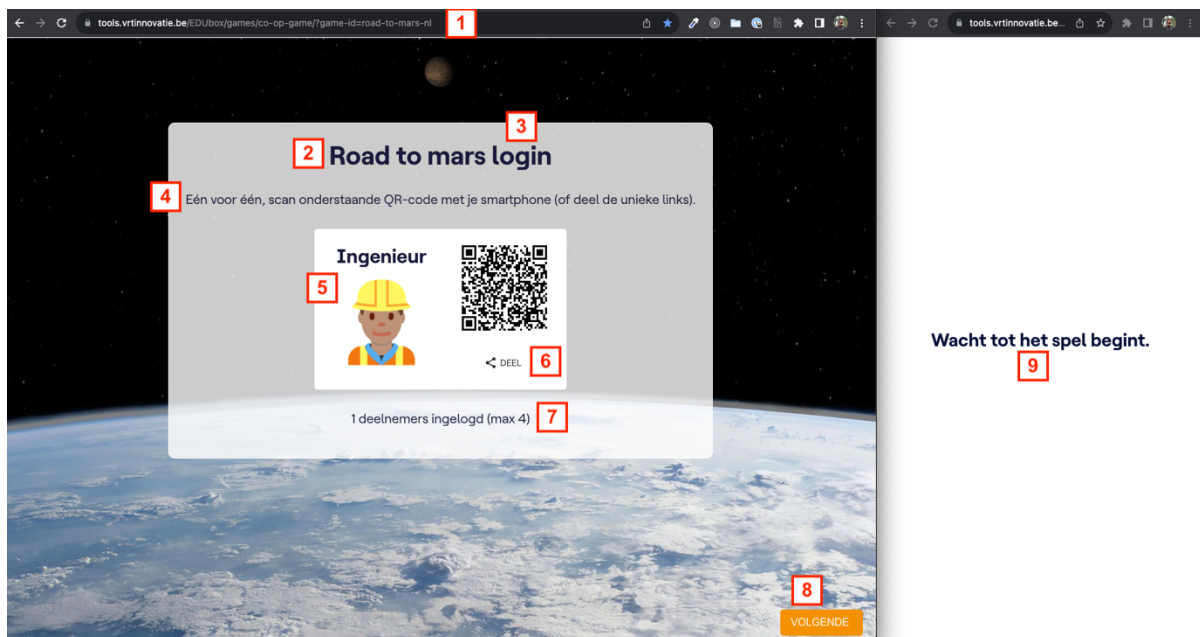 tools.vrtinnovatie.be/EDUbox/games/co-op-game/?game-id=road-to-mars-nl
1
tools.vrtinnovatie.be...
3
2
Road to mars login
4
Eén voor één, scan onderstaande QR-code met je smartphone (of deel de unieke links).
Ingenieur
5
DEEL
6
1 deelnemers ingelogd (max 4)
7
8
VOLGENDE
Wacht tot het spel begint.
9